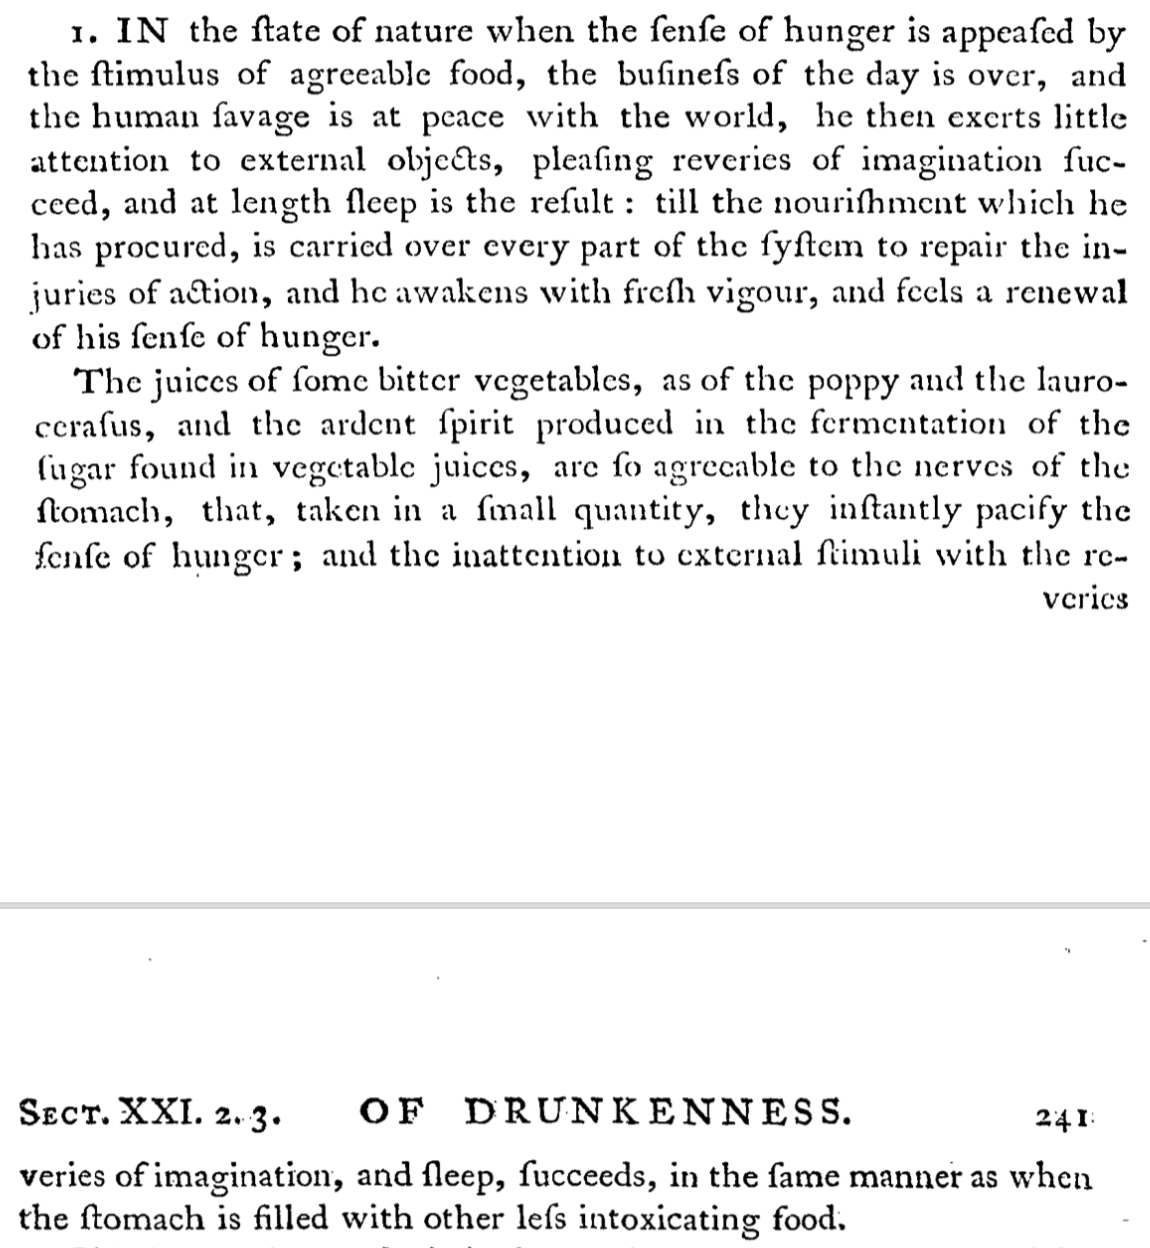 1. IN the ſtate of nature when the ſenſe of hunger is appeaſed by
the ſtimulus of agreeable food, the buſineſs of the day is over, and
the human ſavage is at peace with the world, he then exerts little
attention to external objects, pleaſing reveries of imagination ſuc-
ceed, and at length ſleep is the reſult : till the nouriſhment which he
has procured, is carried over every part of the ſyſtem to repair the in-
juries of action, and he awakens with freſh vigour, and feels a renewal
of his ſenſe of hunger.
The juices of ſome bitter vegetables, as of the poppy and the lauro-
ceraſus, and the ardent ſpirit produced in the fermentation of the
ſugar found in vegetable juices, are ſo agreeable to the nerves of the
ſtomach, that, taken in a ſmall quantity, they inſtantly pacify the
ſenſe of hunger ; and the inattention to external ſtimuli with the re-
veries
SECT. XXI. 2. 3. OF DRUNKENNESS. 241
veries of imagination, and ſleep, ſucceeds, in the ſame manner as when
the ſtomach is filled with other leſs intoxicating food.